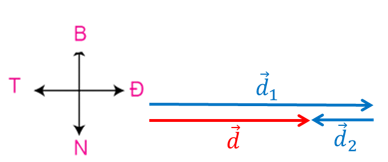 B
T Đ
N
d⃗₁
d⃗ d⃗₂